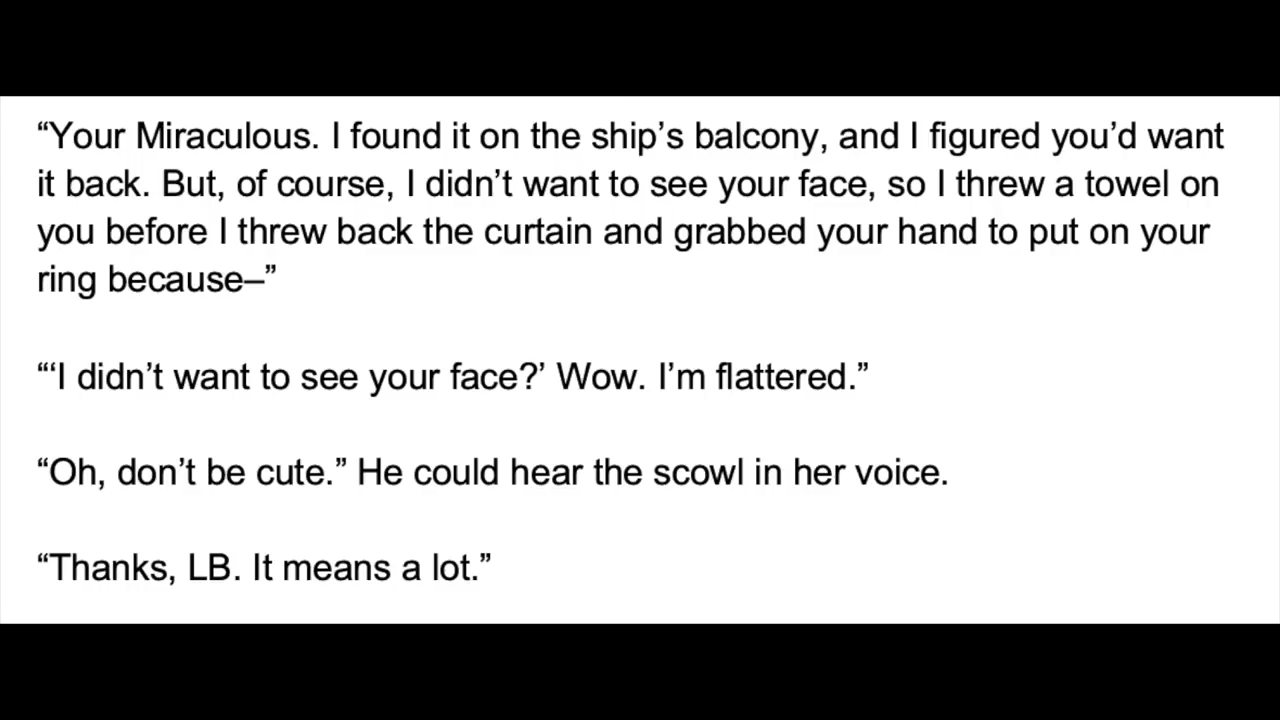 “Your Miraculous. I found it on the ship’s balcony, and I figured you’d want
it back. But, of course, I didn’t want to see your face, so I threw a towel on
you before I threw back the curtain and grabbed your hand to put on your
ring because–”
“‘I didn’t want to see your face?’ Wow. I’m flattered.”
“Oh, don’t be cute.” He could hear the scowl in her voice.
“Thanks, LB. It means a lot.”